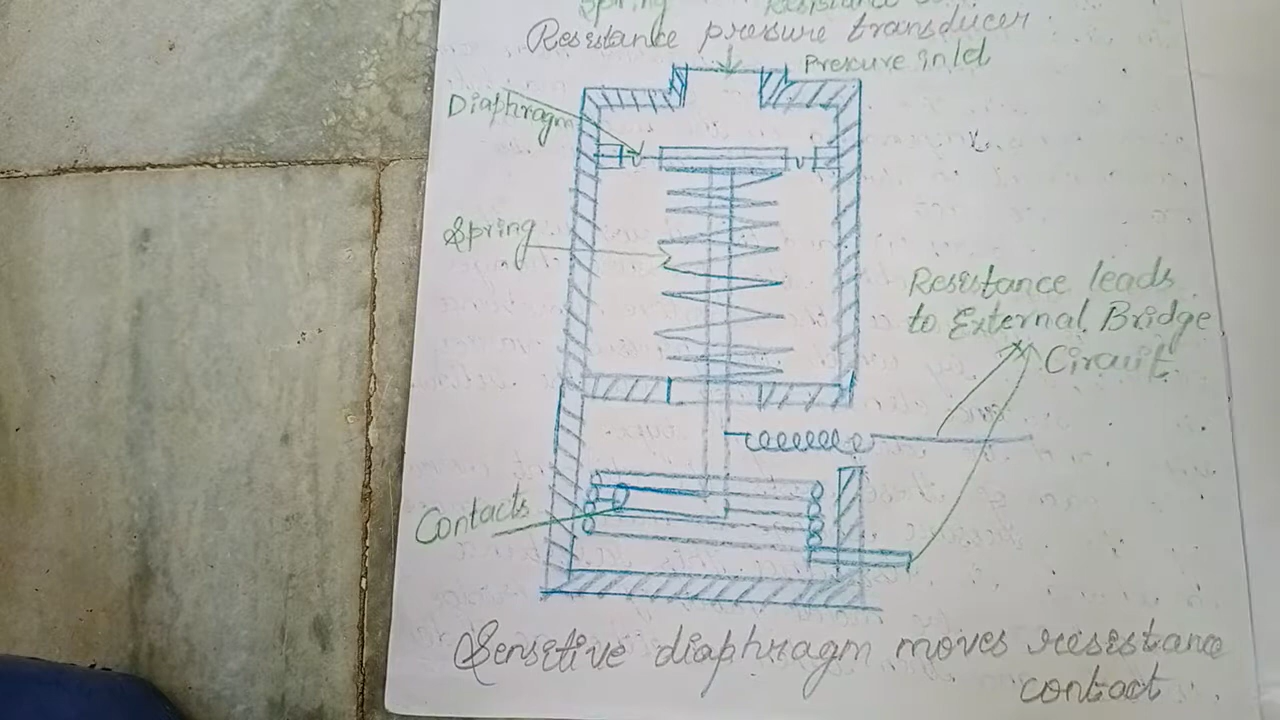 Spring
Resistance pressure transducer
Pressure inlet
Diaphragm
Spring
Resistance leads
to External Bridge
Circuit
Contacts
Sensitive diaphragm moves resistance
contact